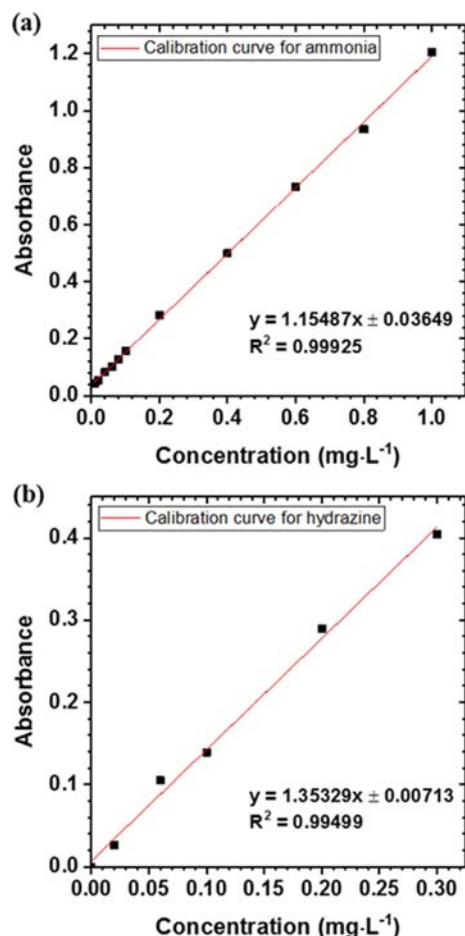 (a)
Calibration curve for ammonia
1.2
1.0
0.8
0.6
0.4
0.2
0.0
Absorbance
y = 1.15487x ± 0.03649
R² = 0.99925
0.0 0.2 0.4 0.6 0.8 1.0
Concentration (mg·L⁻¹)
(b)
Calibration curve for hydrazine
0.4
0.3
0.2
0.1
0.0
Absorbance
y = 1.35329x ± 0.00713
R² = 0.99499
0.00 0.05 0.10 0.15 0.20 0.25 0.30
Concentration (mg·L⁻¹)